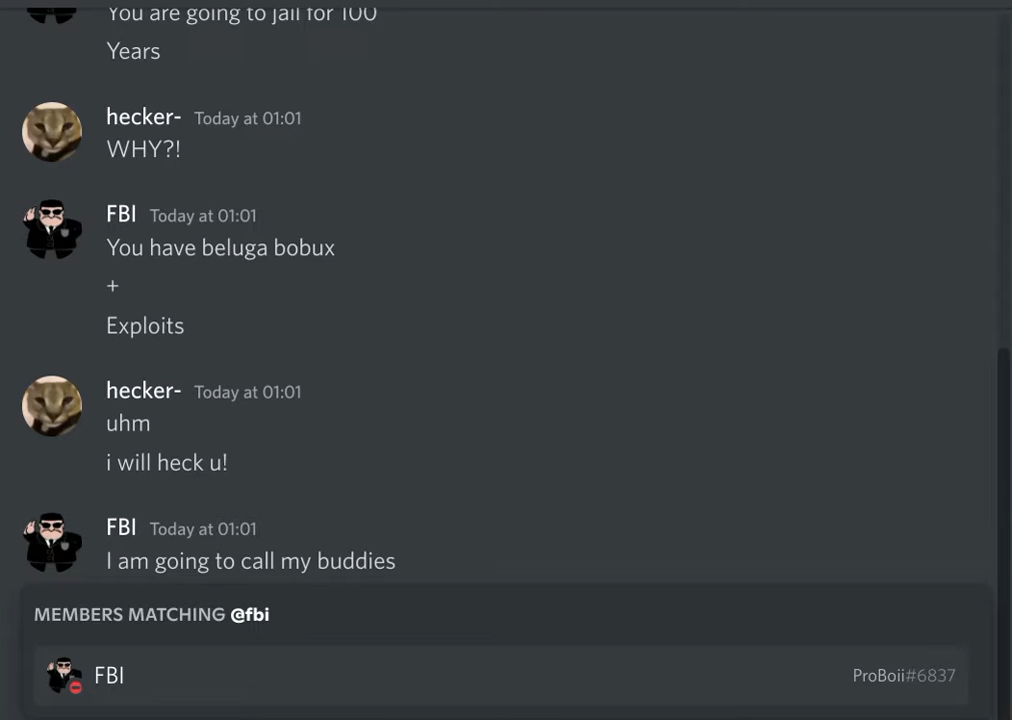 You are going to jail for 100
Years
hecker- Today at 01:01
WHY?!
FBI Today at 01:01
You have beluga bobux
+
Exploits
hecker- Today at 01:01
uhm
i will heck u!
FBI Today at 01:01
I am going to call my buddies
MEMBERS MATCHING @fbi
FBI ProBoii#6837